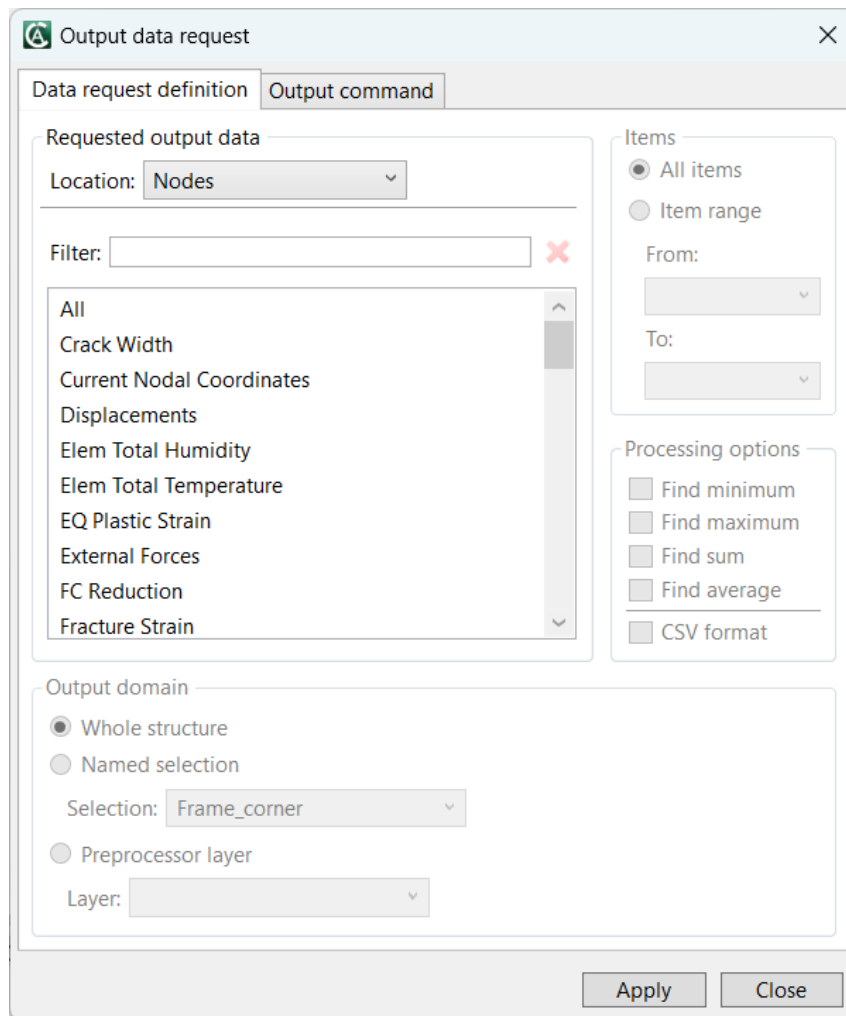 Output data request
Data request definition
Output command
Requested output data
Location: Nodes
Filter:
All
Crack Width
Current Nodal Coordinates
Displacements
Elem Total Humidity
Elem Total Temperature
EQ Plastic Strain
External Forces
FC Reduction
Fracture Strain
Items
All items
Item range
From:
To:
Processing options
Find minimum
Find maximum
Find sum
Find average
CSV format
Output domain
Whole structure
Named selection
Selection: Frame_corner
Preprocessor layer
Layer:
Apply
Close